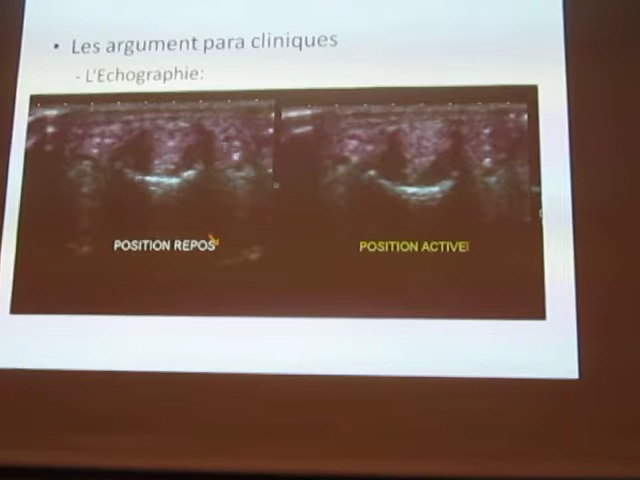 • Les argument para cliniques
- L'Echographie:
POSITION REPOS
POSITION ACTIVE